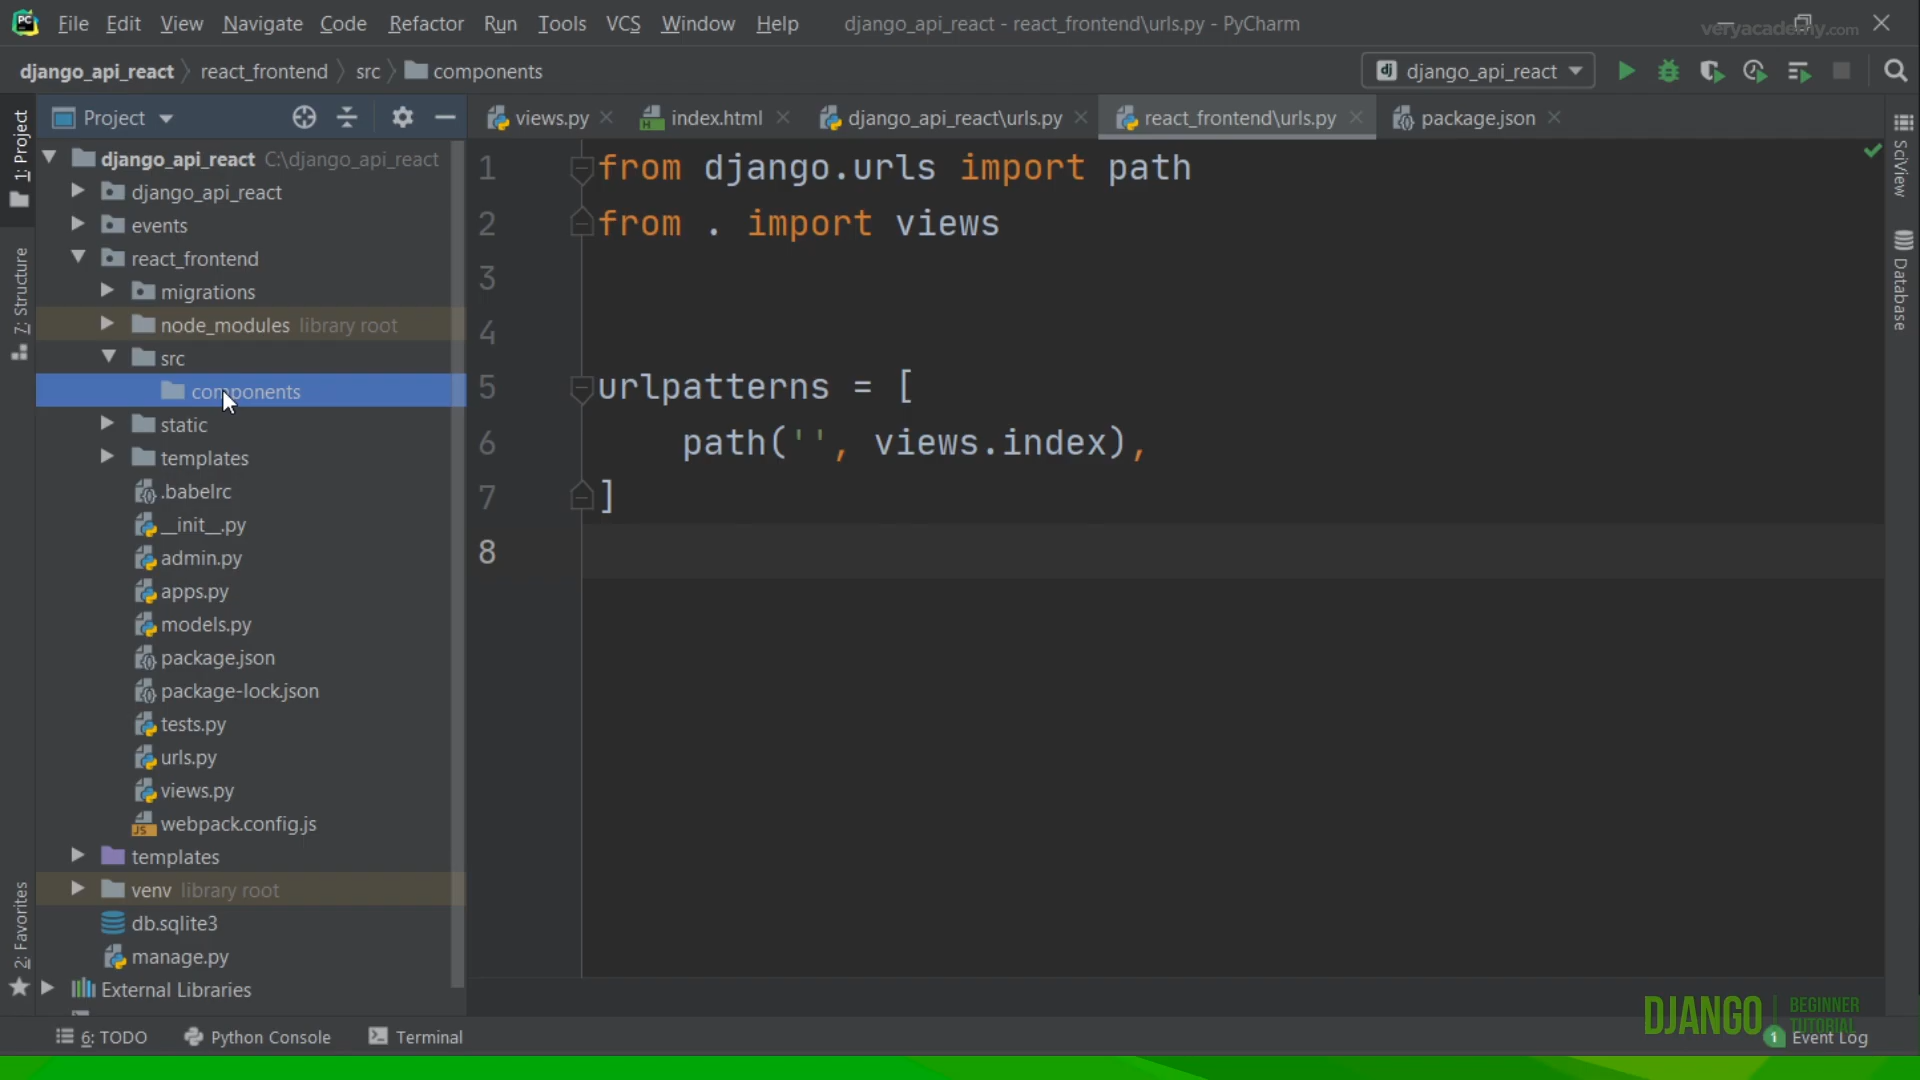 File Edit View Navigate Code Refactor Run Tools VCS Window Help django_api_react - react_frontend\urls.py - PyCharm
veryacademy.com
django_api_react react_frontend src components
django_api_react
1: Project
7: Structure
2: Favorites
Project
django_api_react C:\django_api_react
django_api_react
events
react_frontend
migrations
node_modules library root
src
components
static
templates
.babelrc
__init__.py
admin.py
apps.py
models.py
package.json
package-lock.json
tests.py
urls.py
views.py
webpack.config.js
templates
venv library root
db.sqlite3
manage.py
External Libraries
views.py index.html django_api_react\urls.py react_frontend\urls.py package.json
1 from django.urls import path
2 from . import views
3
4
5 urlpatterns = [
6 path('', views.index),
7 ]
8
SciView
Database
DJANGO BEGINNER TUTORIAL
6: TODO Python Console Terminal 1 Event Log